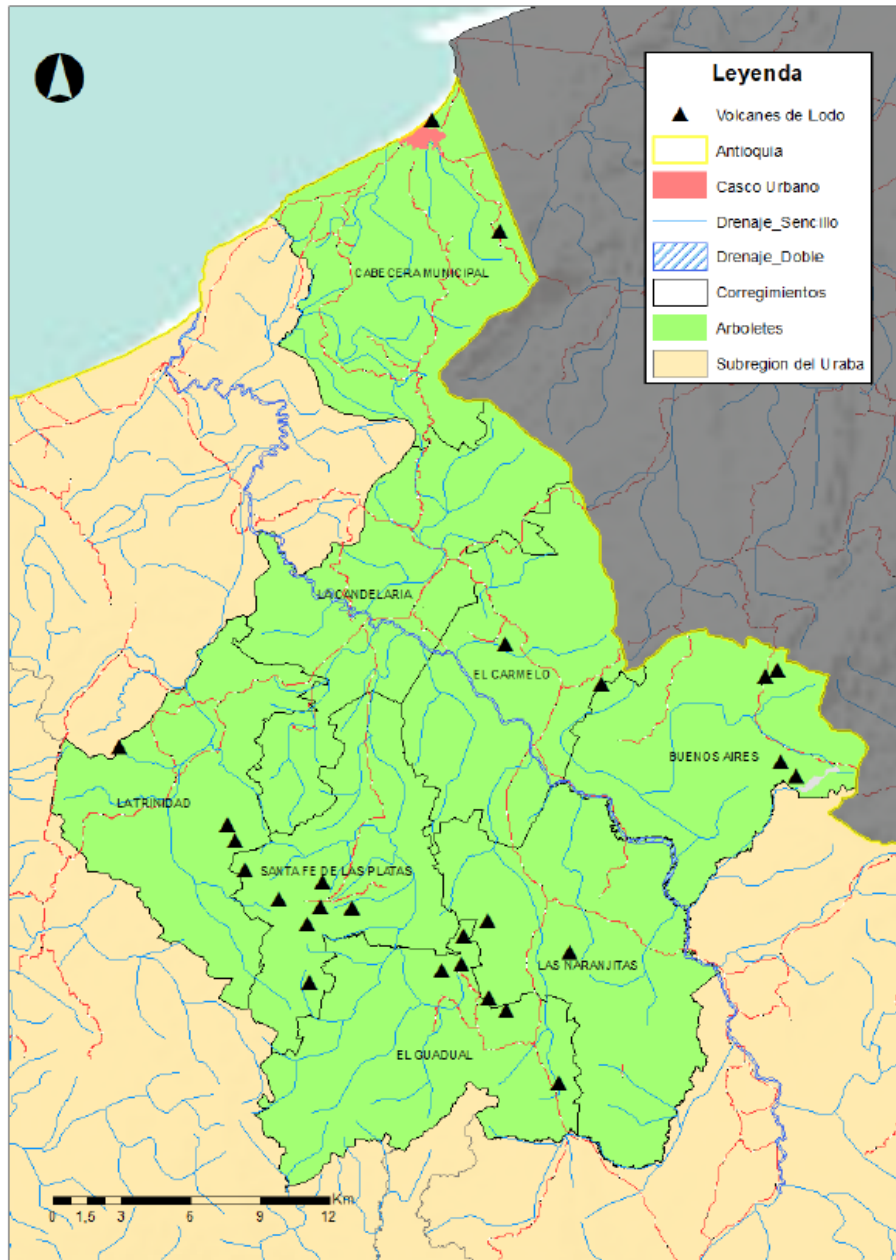 Leyenda
Volcanes de Lodo
Antioquia
Casco Urbano
Drenaje_Sencillo
Drenaje_Doble
Corregimientos
Arboletes
Subregion del Uraba
CABECERA MUNICIPAL
LA CANDELARIA
EL CARMELO
BUENOS AIRES
LA TRINIDAD
SANTA FE DE LAS PLATAS
LAS NARANJITAS
EL GUADUAL
Km
0 1,5 3 6 9 12